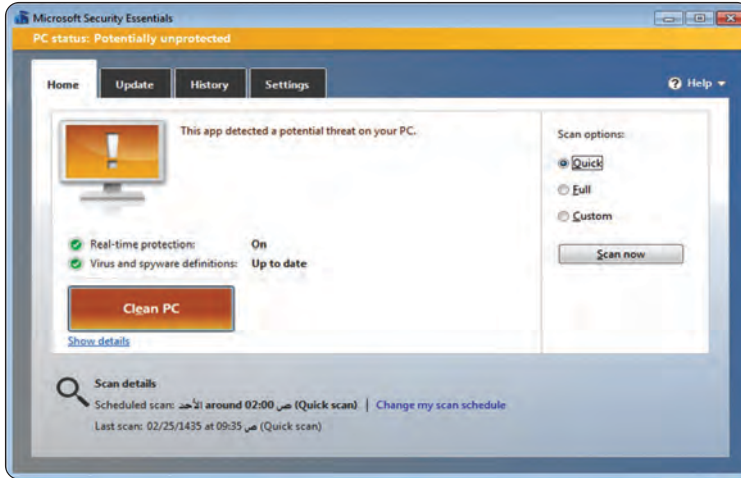 Microsoft Security Essentials
PC status: Potentially unprotected
Home Update History Settings Help
This app detected a potential threat on your PC.
Scan options:
Quick
Full
Custom
Scan now
Real-time protection: On
Virus and spyware definitions: Up to date
Clean PC
Show details
Scan details
Scheduled scan: الأحد around 02:00 ص (Quick scan) | Change my scan schedule
Last scan: 02/25/1435 at 09:35 ص (Quick scan)